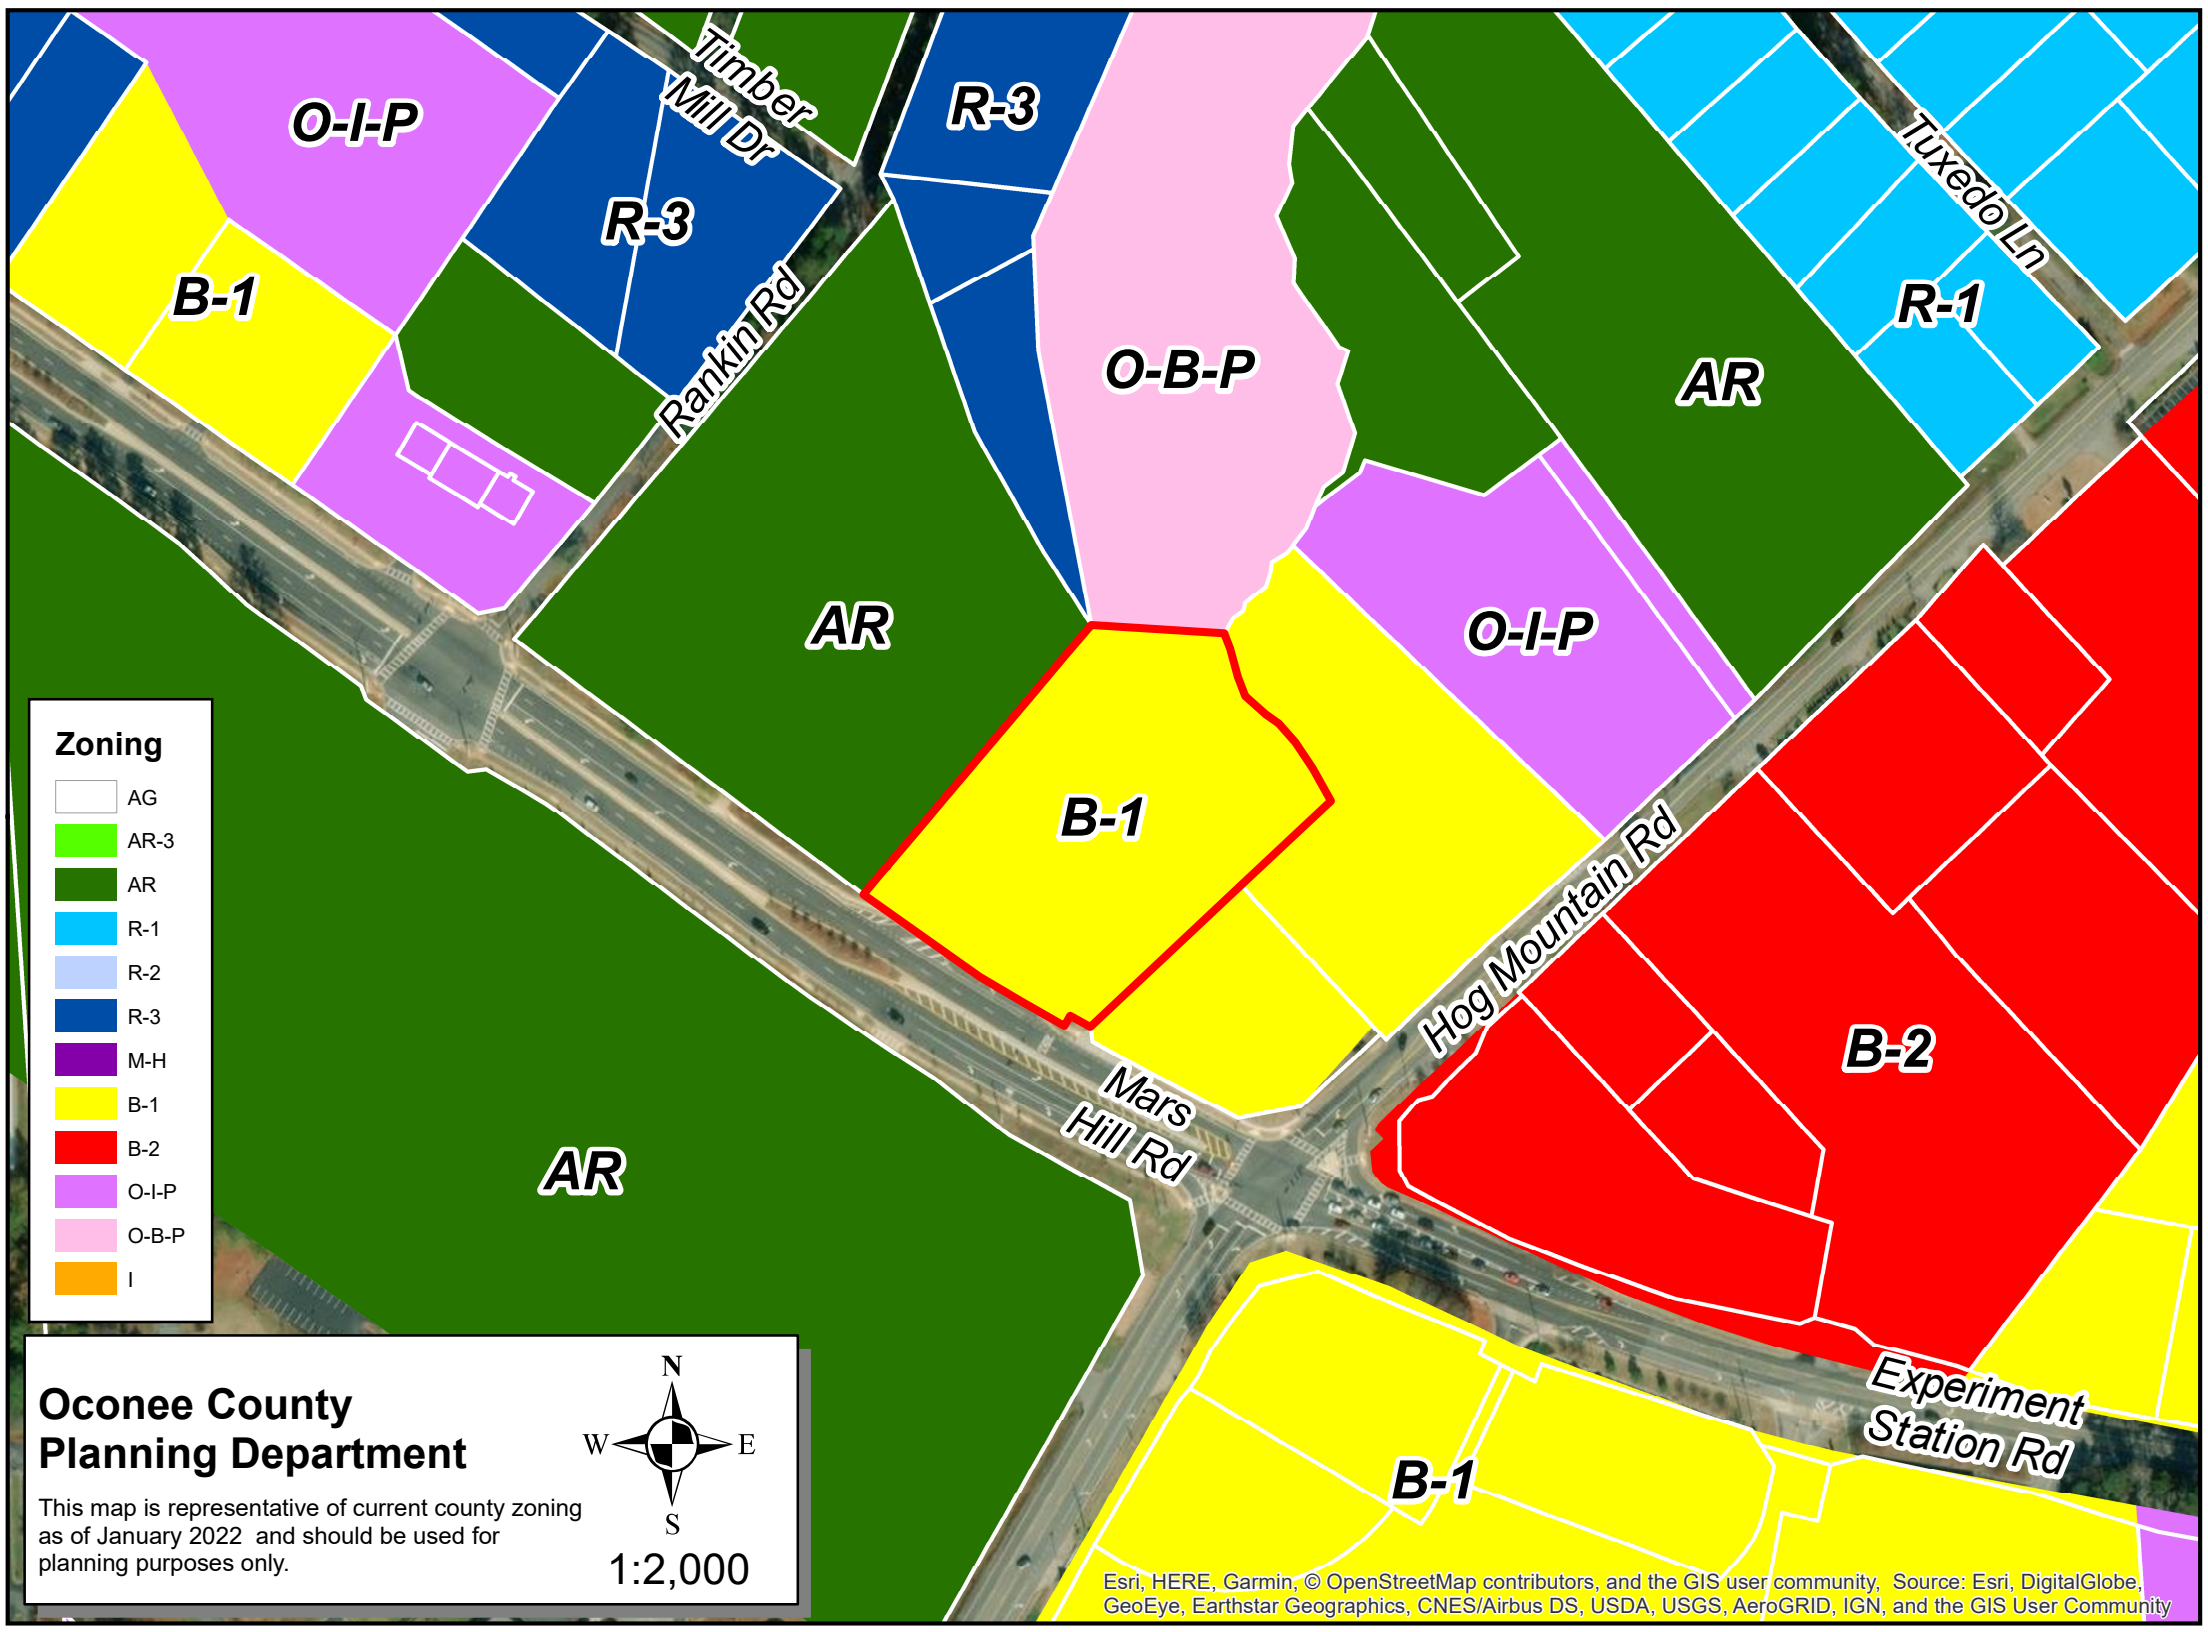 Timber
Mill Dr
O-I-P
R-3
R-3
Tuxedo Ln
R-1
B-1
Rankin Rd
O-B-P
AR
AR
O-I-P
B-1
Hog Mountain Rd
B-2
Mars
Hill Rd
AR
Experiment
Station Rd
B-1
Zoning
AG
AR-3
AR
R-1
R-2
R-3
M-H
B-1
B-2
O-I-P
O-B-P
I
Oconee County
Planning Department
This map is representative of current county zoning
as of January 2022 and should be used for
planning purposes only.
N
W
E
S
1:2,000
Esri, HERE, Garmin, © OpenStreetMap contributors, and the GIS user community, Source: Esri, DigitalGlobe,
GeoEye, Earthstar Geographics, CNES/Airbus DS, USDA, USGS, AeroGRID, IGN, and the GIS User Community